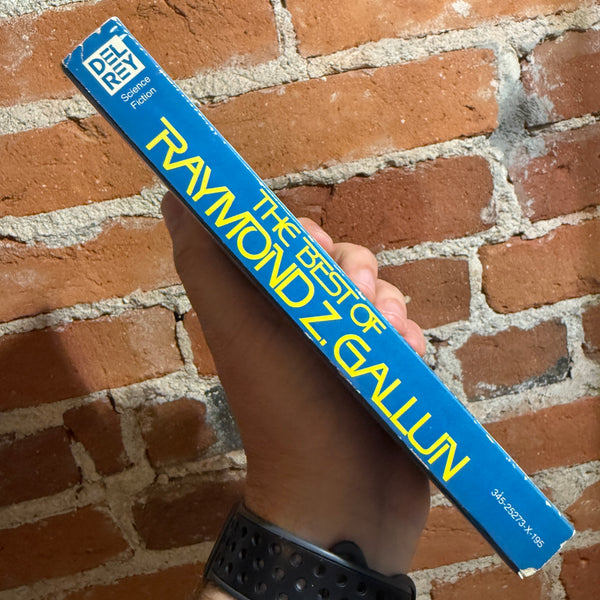 DEL
REY
Science
Fiction
THE BEST OF
RAYMOND Z. GALLUN
345-25273-X-195